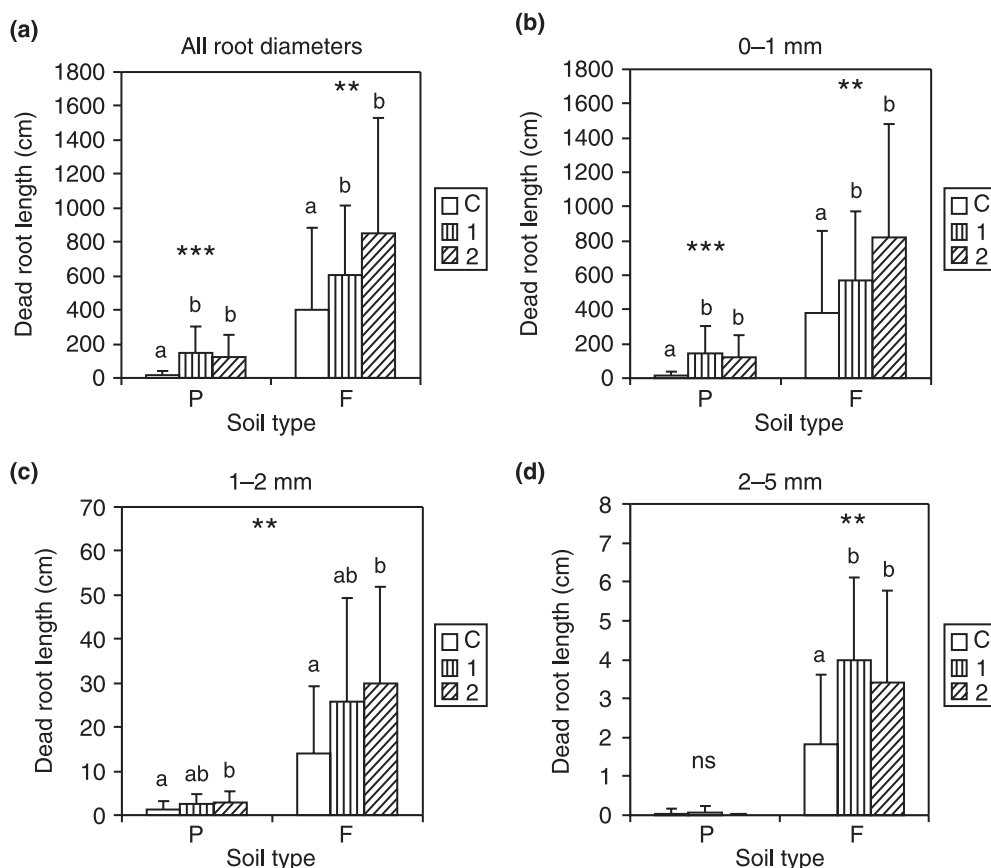 (a)
All root diameters
Dead root length (cm)
1800
1600
1400
1200
1000
800
600
400
200
0
**
b
b
a
***
b
b
a
P
F
Soil type
C
1
2
(b)
0–1 mm
Dead root length (cm)
1800
1600
1400
1200
1000
800
600
400
200
0
**
b
b
a
***
b
b
a
P
F
Soil type
C
1
2
(c)
1–2 mm
Dead root length (cm)
70
60
50
40
30
20
10
0
**
ab
b
a
a
ab
b
P
F
Soil type
C
1
2
(d)
2–5 mm
Dead root length (cm)
8
7
6
5
4
3
2
1
0
**
b
b
a
ns
P
F
Soil type
C
1
2